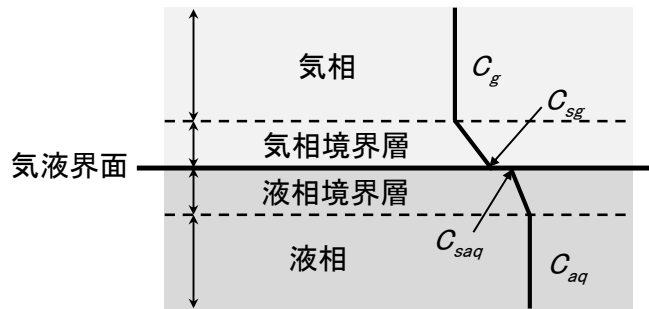 気相
C_g
C_sg
気相境界層
気液界面
液相境界層
C_saq
液相
C_aq